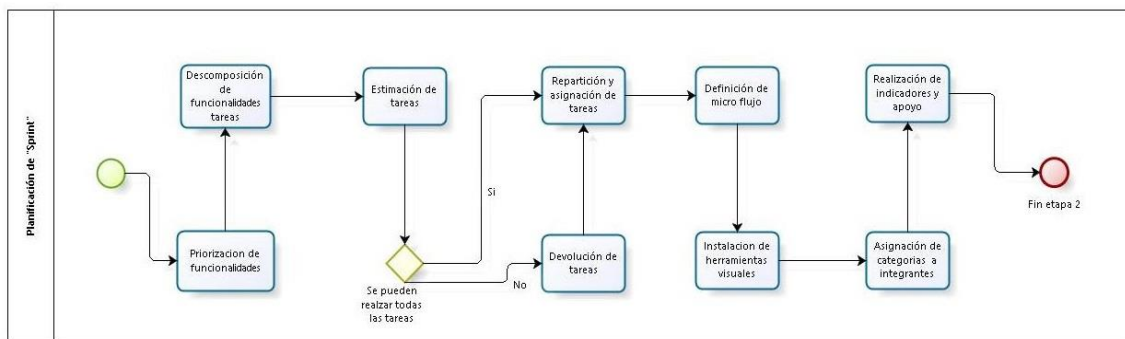 Planificación de "Sprint"
Descomposición
de
funcionalidades
tareas
Estimación de
tareas
Repartición y
asignación de
tareas
Definición de
micro flujo
Realización de
indicadores y
apoyo
Si
Fin etapa 2
Priorizacion de
funcionalidades
Se pueden
realzar todas
las tareas
No
Devolución de
tareas
Instalacion de
herramientas
visuales
Asignación de
categorias a
integrantes